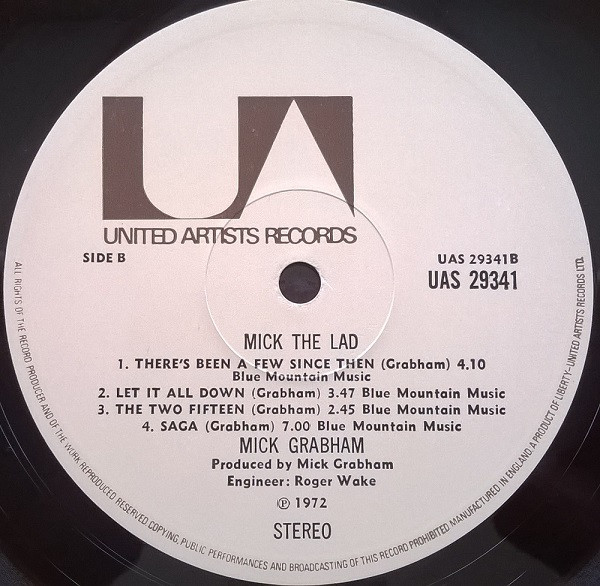 UA
UNITED ARTISTS RECORDS
SIDE B
UAS 29341B
UAS 29341
MICK THE LAD
1. THERE'S BEEN A FEW SINCE THEN (Grabham) 4.10
Blue Mountain Music
2. LET IT ALL DOWN (Grabham) 3.47 Blue Mountain Music
3. THE TWO FIFTEEN (Grabham) 2.45 Blue Mountain Music
4. SAGA (Grabham) 7.00 Blue Mountain Music
MICK GRABHAM
Produced by Mick Grabham
Engineer: Roger Wake
℗ 1972
STEREO
ALL RIGHTS OF THE RECORD PRODUCER AND OF THE WORK REPRODUCED RESERVED COPYING PUBLIC PERFORMANCES AND BROADCASTING OF THIS RECORD PROHIBITED. MANUFACTURED IN ENGLAND. A PRODUCT OF LIBERTY-UNITED ARTISTS RECORDS LTD.